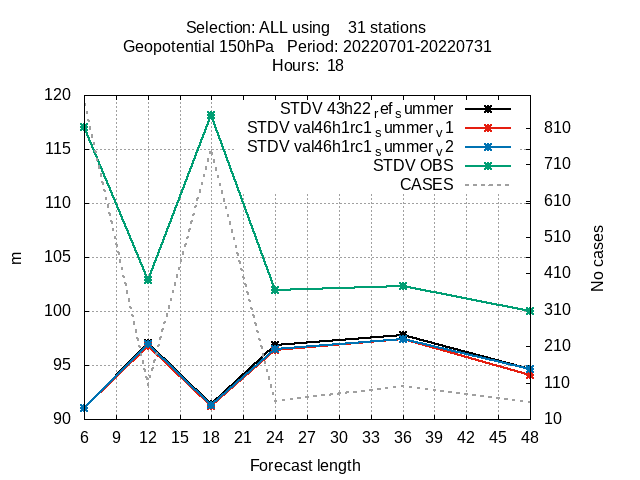 Selection: ALL using    31 stations
Geopotential 150hPa   Period: 20220701-20220731
Hours:  18
STDV 43h22_ref_summer
STDV val46h1rc1_summer_v1
STDV val46h1rc1_summer_v2
STDV OBS
CASES
120
115
110
105
100
95
90
m
810
710
610
510
410
310
210
110
10
No cases
6 9 12 15 18 21 24 27 30 33 36 39 42 45 48
Forecast length